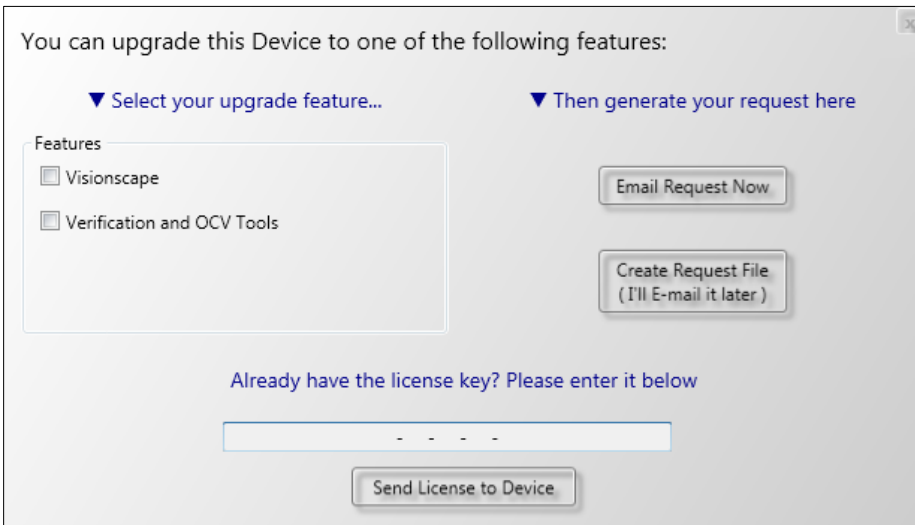 You can upgrade this Device to one of the following features:
▼ Select your upgrade feature...
▼ Then generate your request here
Features
Visionscape
Verification and OCV Tools
Email Request Now
Create Request File
( I'll E-mail it later )
Already have the license key? Please enter it below
- - - -
Send License to Device